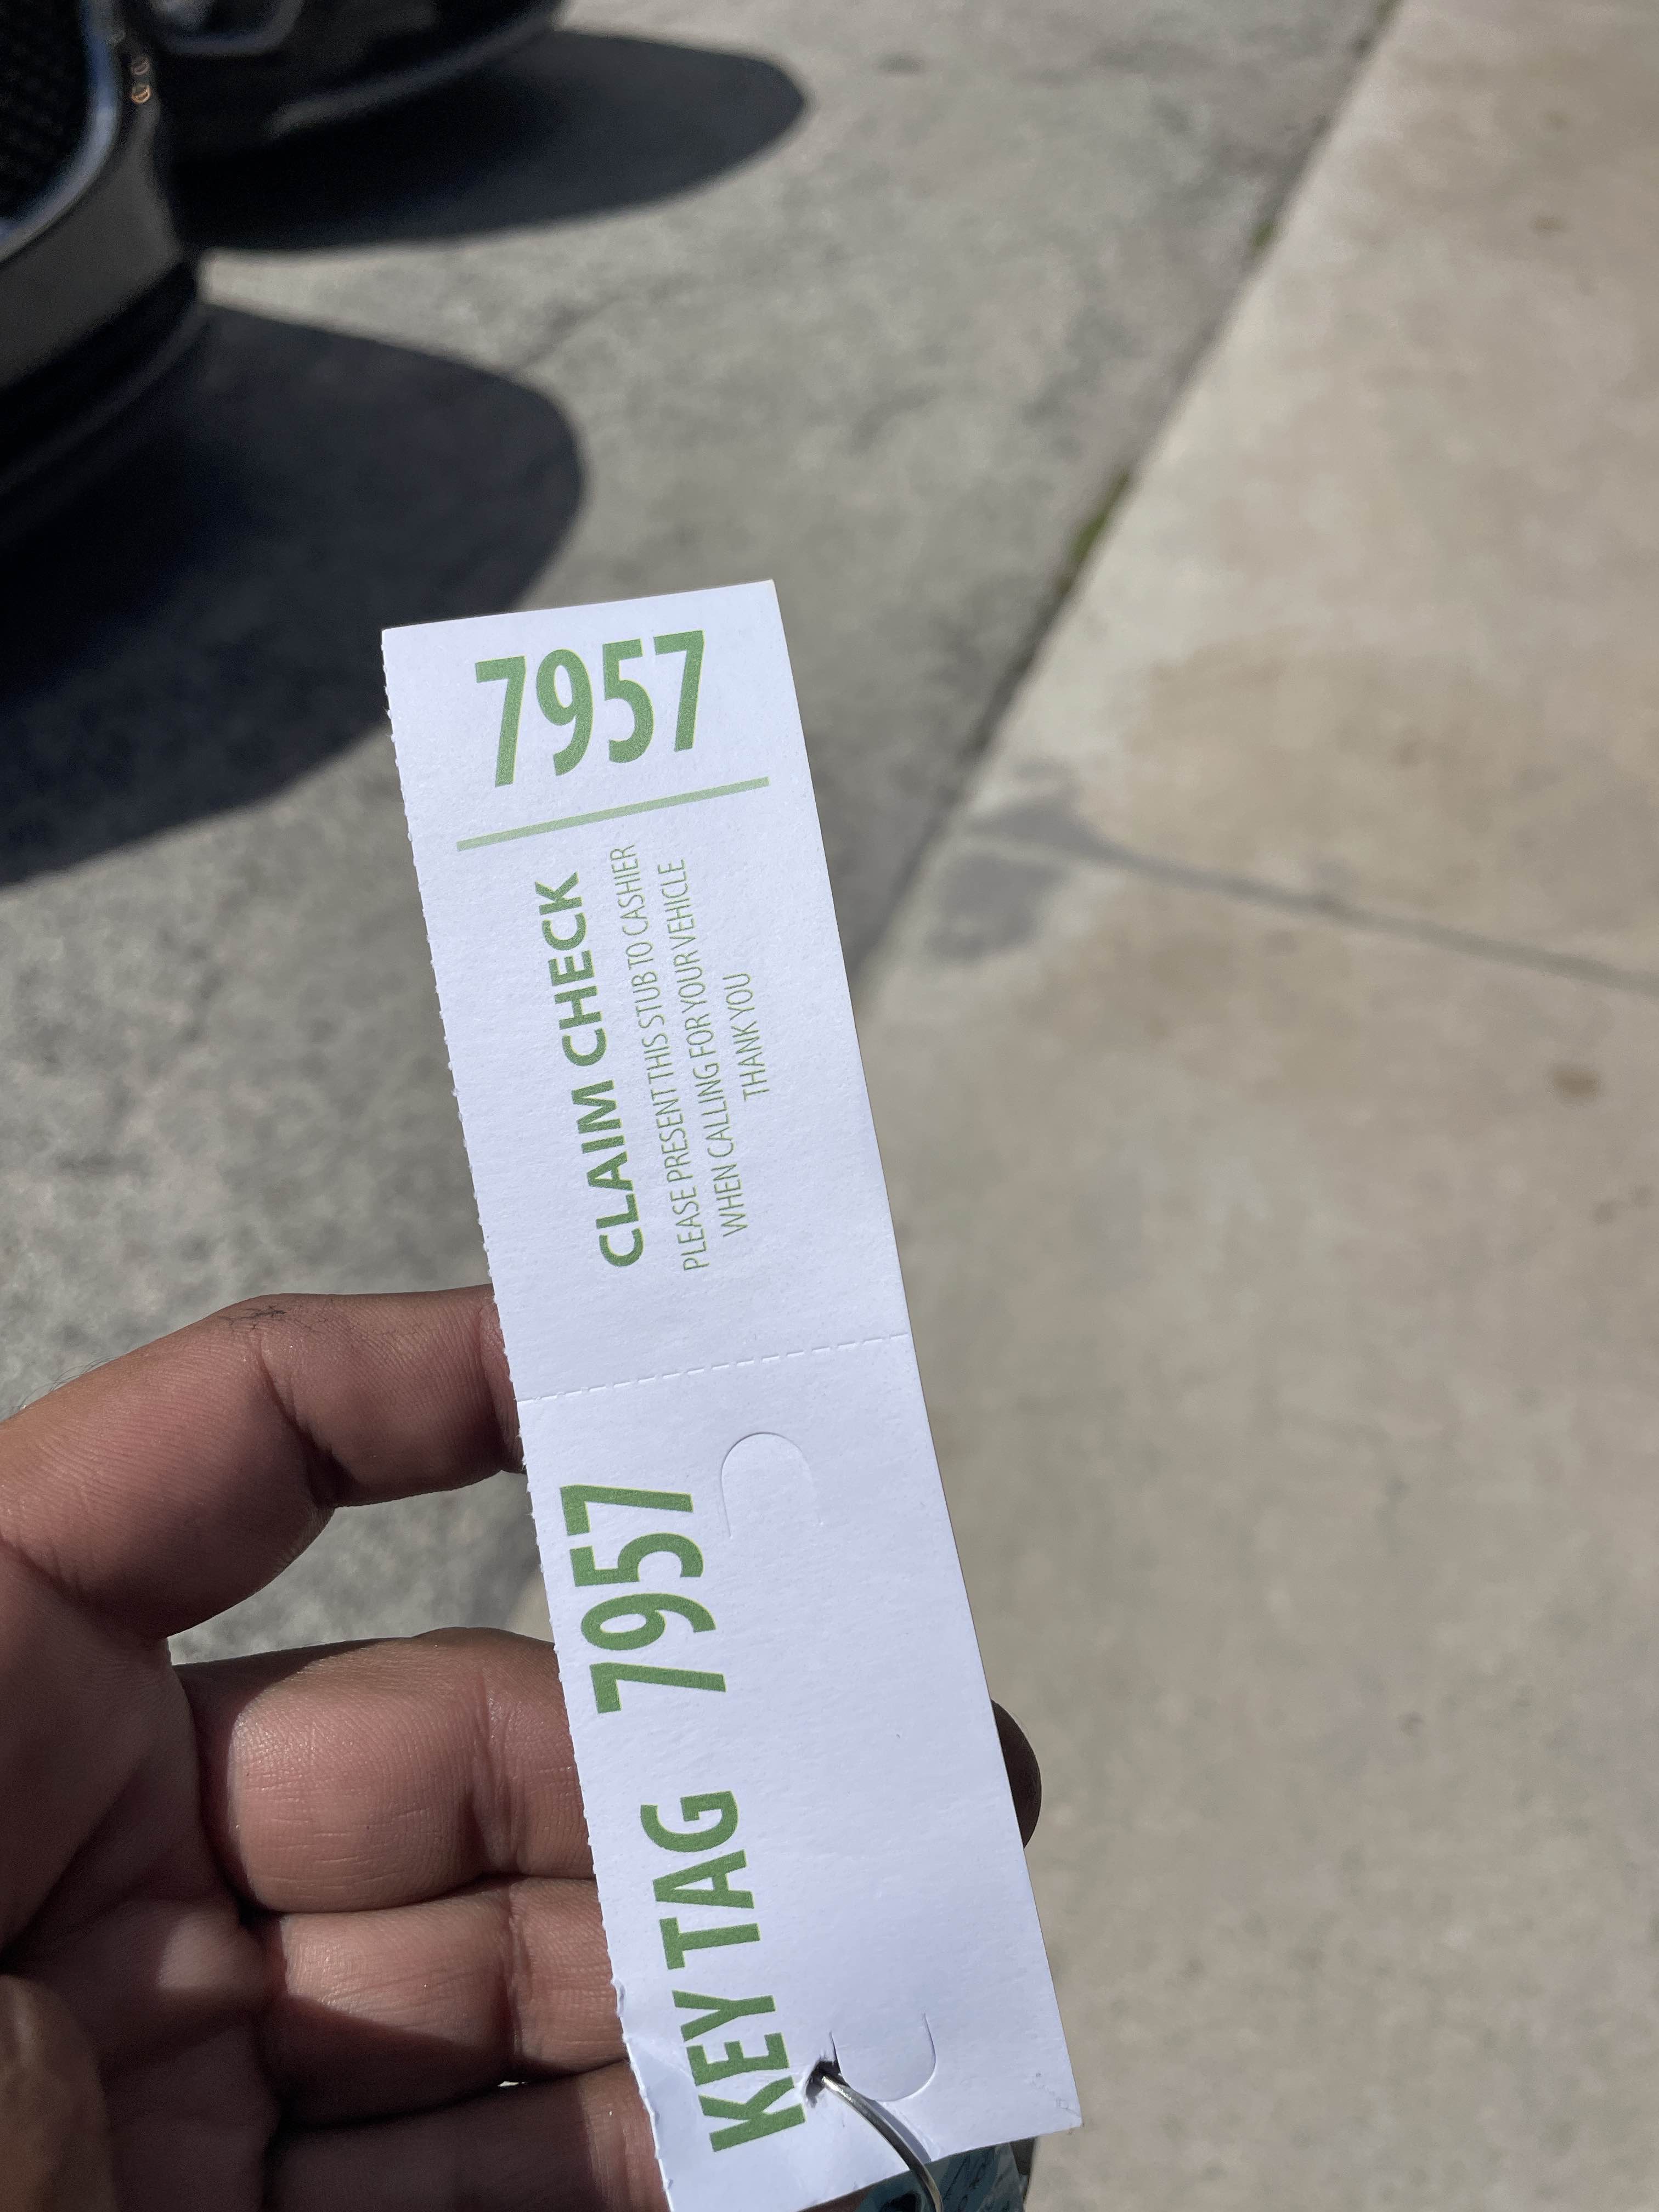 7957
CLAIM CHECK
PLEASE PRESENT THIS STUB TO CASHIER
WHEN CALLING FOR YOUR VEHICLE
THANK YOU
KEY TAG 7957